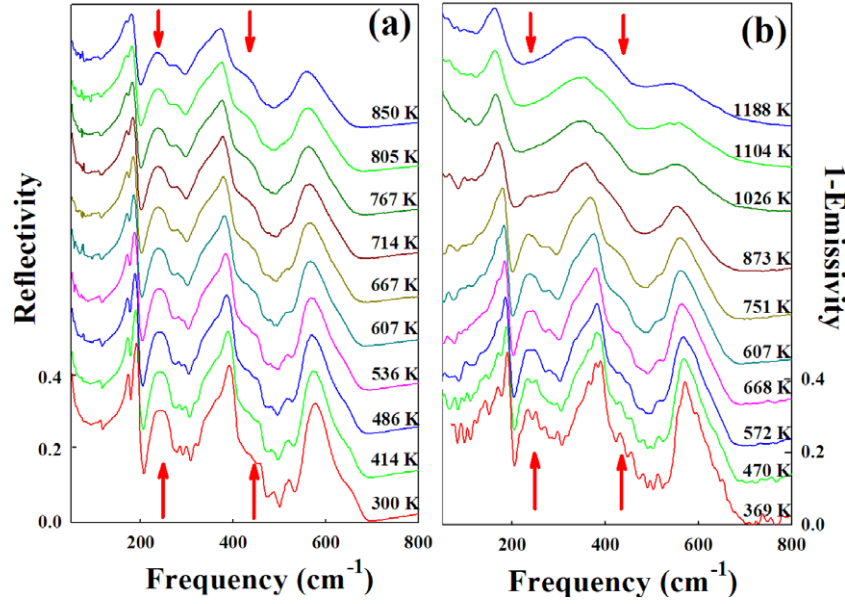 (a)
(b)
850 K
805 K
767 K
714 K
667 K
607 K
536 K
486 K
414 K
300 K
1188 K
1104 K
1026 K
873 K
751 K
607 K
668 K
572 K
470 K
369 K
Reflectivity
1-Emissivity
0.4
0.2
0.0
0.4
0.2
0.0
200
400
600
800
200
400
600
800
Frequency (cm⁻¹)
Frequency (cm⁻¹)